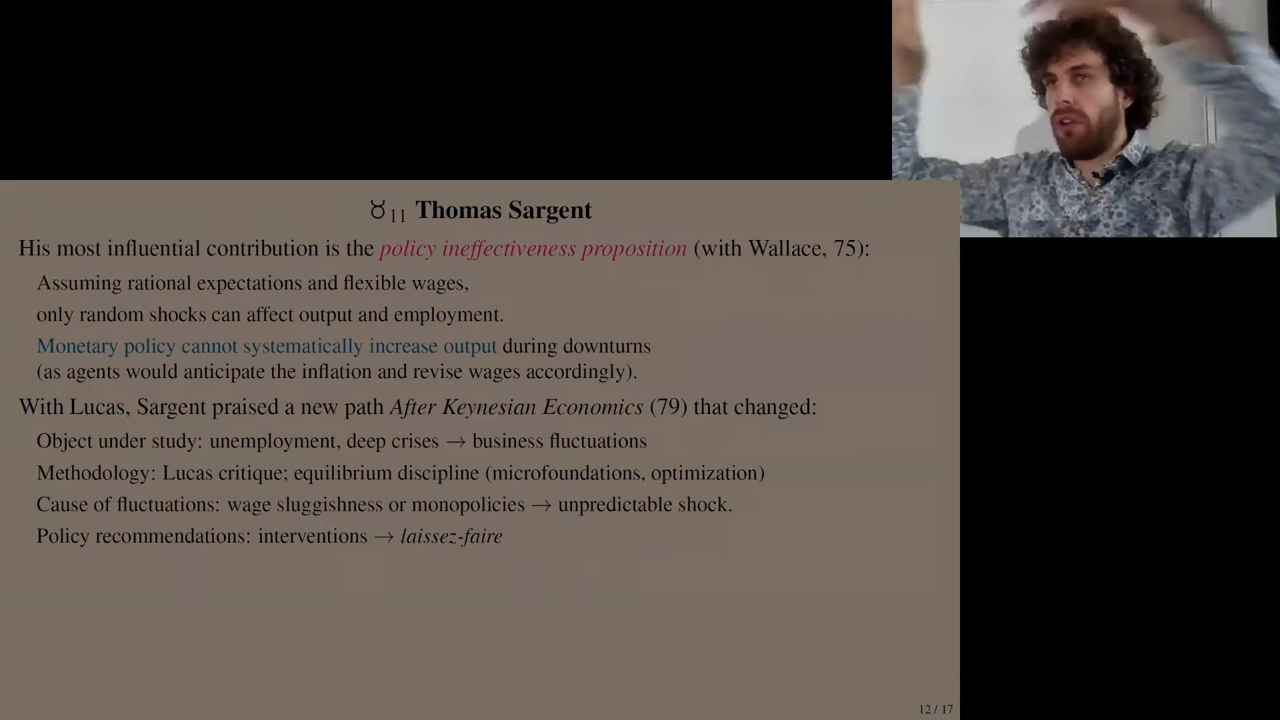 ♉11 Thomas Sargent
His most influential contribution is the policy ineffectiveness proposition (with Wallace, 75):
Assuming rational expectations and flexible wages,
only random shocks can affect output and employment.
Monetary policy cannot systematically increase output during downturns
(as agents would anticipate the inflation and revise wages accordingly).
With Lucas, Sargent praised a new path After Keynesian Economics (79) that changed:
Object under study: unemployment, deep crises → business fluctuations
Methodology: Lucas critique; equilibrium discipline (microfoundations, optimization)
Cause of fluctuations: wage sluggishness or monopolicies → unpredictable shock.
Policy recommendations: interventions → laissez-faire
12 / 17